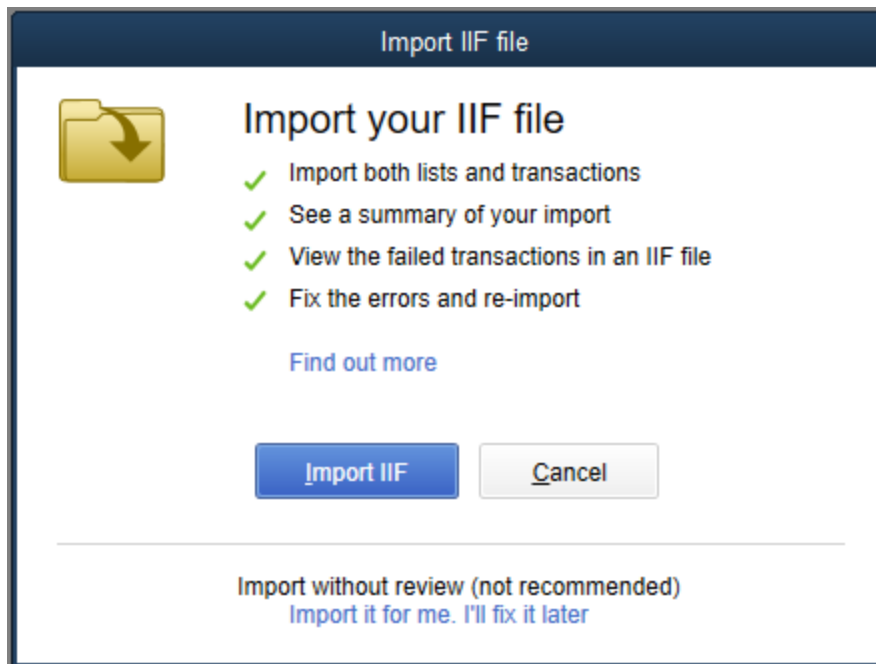 Import IIF file
Import your IIF file
Import both lists and transactions
See a summary of your import
View the failed transactions in an IIF file
Fix the errors and re-import
Find out more
Import IIF
Cancel
Import without review (not recommended)
Import it for me. I'll fix it later